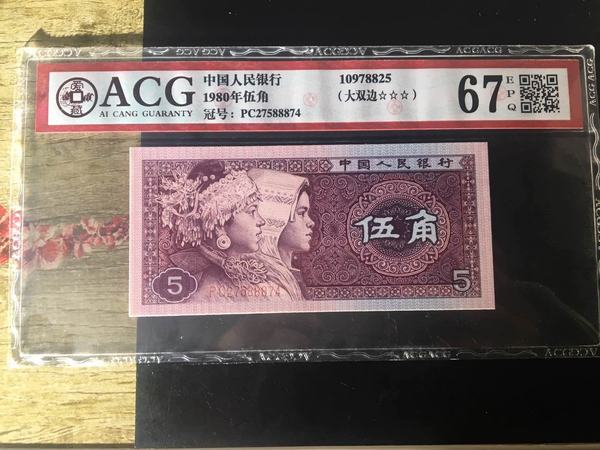 ACG
AI CANG GUARANTY
中国人民银行
1980年伍角
冠号：PC27588874
10978825
（大双边☆☆☆）
67
EPQ
中国人民银行
伍角
5
PC27588874
5